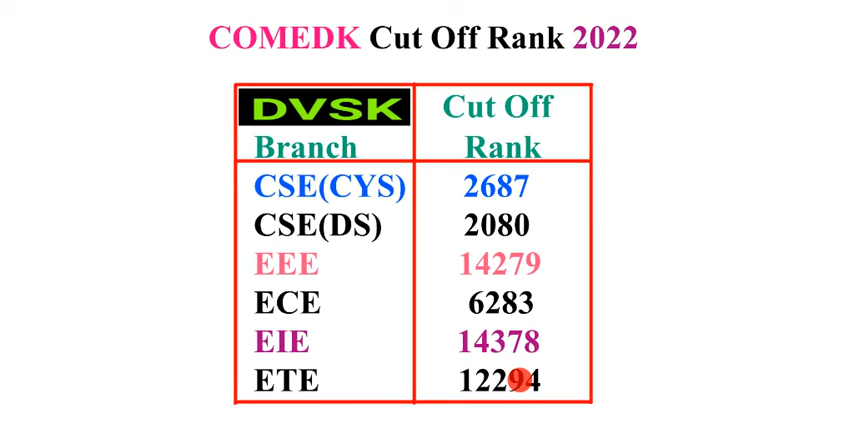 COMEDK Cut Off Rank 2022
DVSK Cut Off
Branch Rank
CSE(CYS) 2687
CSE(DS) 2080
EEE 14279
ECE 6283
EIE 14378
ETE 12294